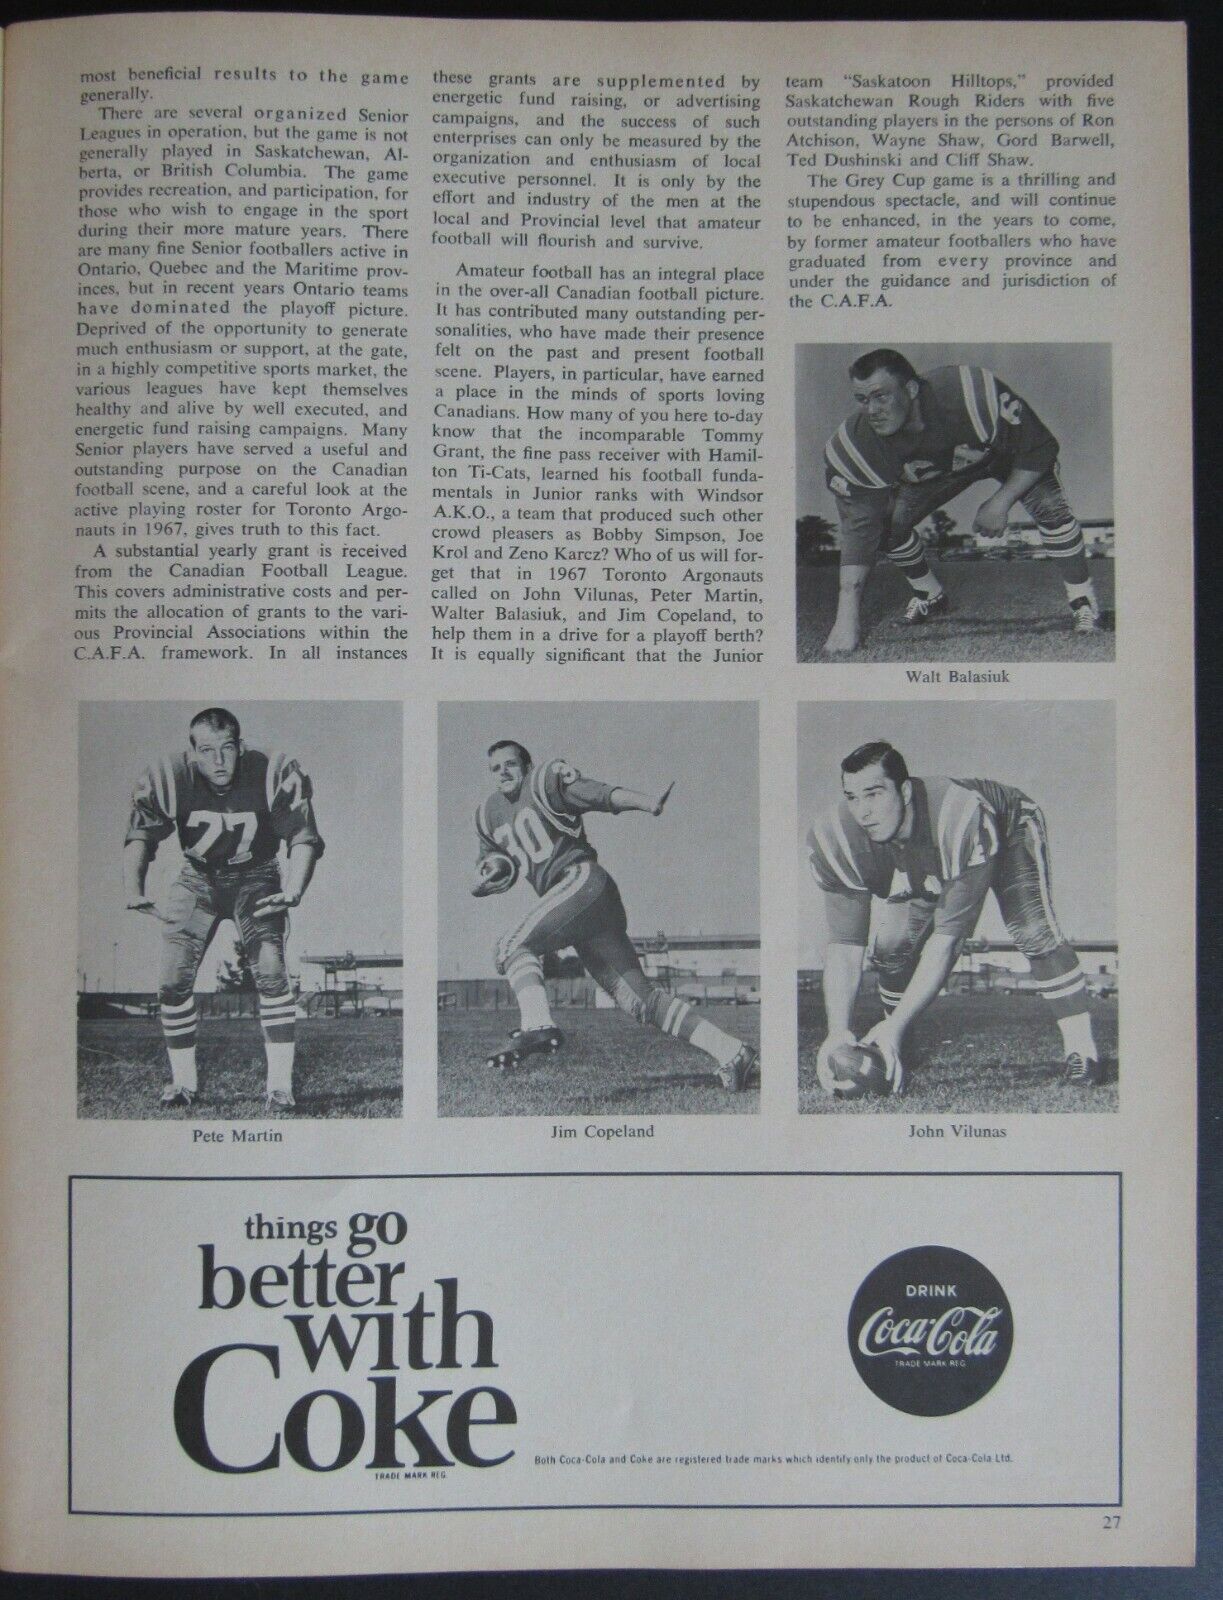 most beneficial results to the game
generally.
There are several organized Senior
Leagues in operation, but the game is not
generally played in Saskatchewan, Al-
berta, or British Columbia. The game
provides recreation, and participation, for
those who wish to engage in the sport
during their more mature years. There
are many fine Senior footballers active in
Ontario, Quebec and the Maritime prov-
inces, but in recent years Ontario teams
have dominated the playoff picture.
Deprived of the opportunity to generate
much enthusiasm or support, at the gate,
in a highly competitive sports market, the
various leagues have kept themselves
healthy and alive by well executed, and
energetic fund raising campaigns. Many
Senior players have served a useful and
outstanding purpose on the Canadian
football scene, and a careful look at the
active playing roster for Toronto Argo-
nauts in 1967, gives truth to this fact.
A substantial yearly grant is received
from the Canadian Football League.
This covers administrative costs and per-
mits the allocation of grants to the vari-
ous Provincial Associations within the
C.A.F.A. framework. In all instances
these grants are supplemented by
energetic fund raising, or advertising
campaigns, and the success of such
enterprises can only be measured by the
organization and enthusiasm of local
executive personnel. It is only by the
effort and industry of the men at the
local and Provincial level that amateur
football will flourish and survive.
Amateur football has an integral place
in the over-all Canadian football picture.
It has contributed many outstanding per-
sonalities, who have made their presence
felt on the past and present football
scene. Players, in particular, have earned
a place in the minds of sports loving
Canadians. How many of you here to-day
know that the incomparable Tommy
Grant, the fine pass receiver with Hamil-
ton Ti-Cats, learned his football funda-
mentals in Junior ranks with Windsor
A.K.O., a team that produced such other
crowd pleasers as Bobby Simpson, Joe
Krol and Zeno Karcz? Who of us will for-
get that in 1967 Toronto Argonauts
called on John Vilunas, Peter Martin,
Walter Balasiuk, and Jim Copeland, to
help them in a drive for a playoff berth?
It is equally significant that the Junior
team "Saskatoon Hilltops," provided
Saskatchewan Rough Riders with five
outstanding players in the persons of Ron
Atchison, Wayne Shaw, Gord Barwell,
Ted Dushinski and Cliff Shaw.
The Grey Cup game is a thrilling and
stupendous spectacle, and will continue
to be enhanced, in the years to come,
by former amateur footballers who have
graduated from every province and
under the guidance and jurisdiction of
the C.A.F.A.
Walt Balasiuk
77
30
Pete Martin
Jim Copeland
John Vilunas
things go
better
with
Coke
TRADE MARK REG.
DRINK
Coca-Cola
TRADE MARK REG.
Both Coca-Cola and Coke are registered trade marks which identify only the product of Coca-Cola Ltd.
27